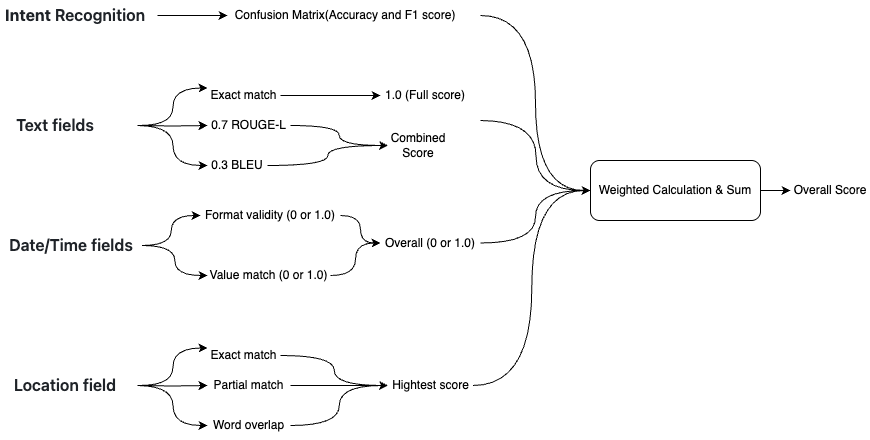 Intent Recognition
Confusion Matrix(Accuracy and F1 score)
Text fields
Exact match
1.0 (Full score)
0.7 ROUGE-L
0.3 BLEU
Combined
Score
Weighted Calculation & Sum
Overall Score
Date/Time fields
Format validity (0 or 1.0)
Value match (0 or 1.0)
Overall (0 or 1.0)
Location field
Exact match
Partial match
Word overlap
Hightest score